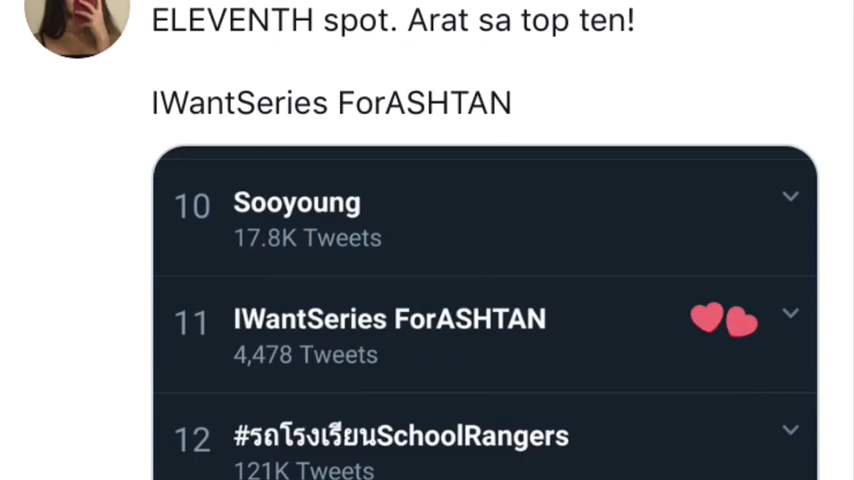 ELEVENTH spot. Arat sa top ten!
IWantSeries ForASHTAN
10 Sooyoung
17.8K Tweets
11 IWantSeries ForASHTAN
4,478 Tweets
12 #รถโรงเรียนSchoolRangers
121K Tweets